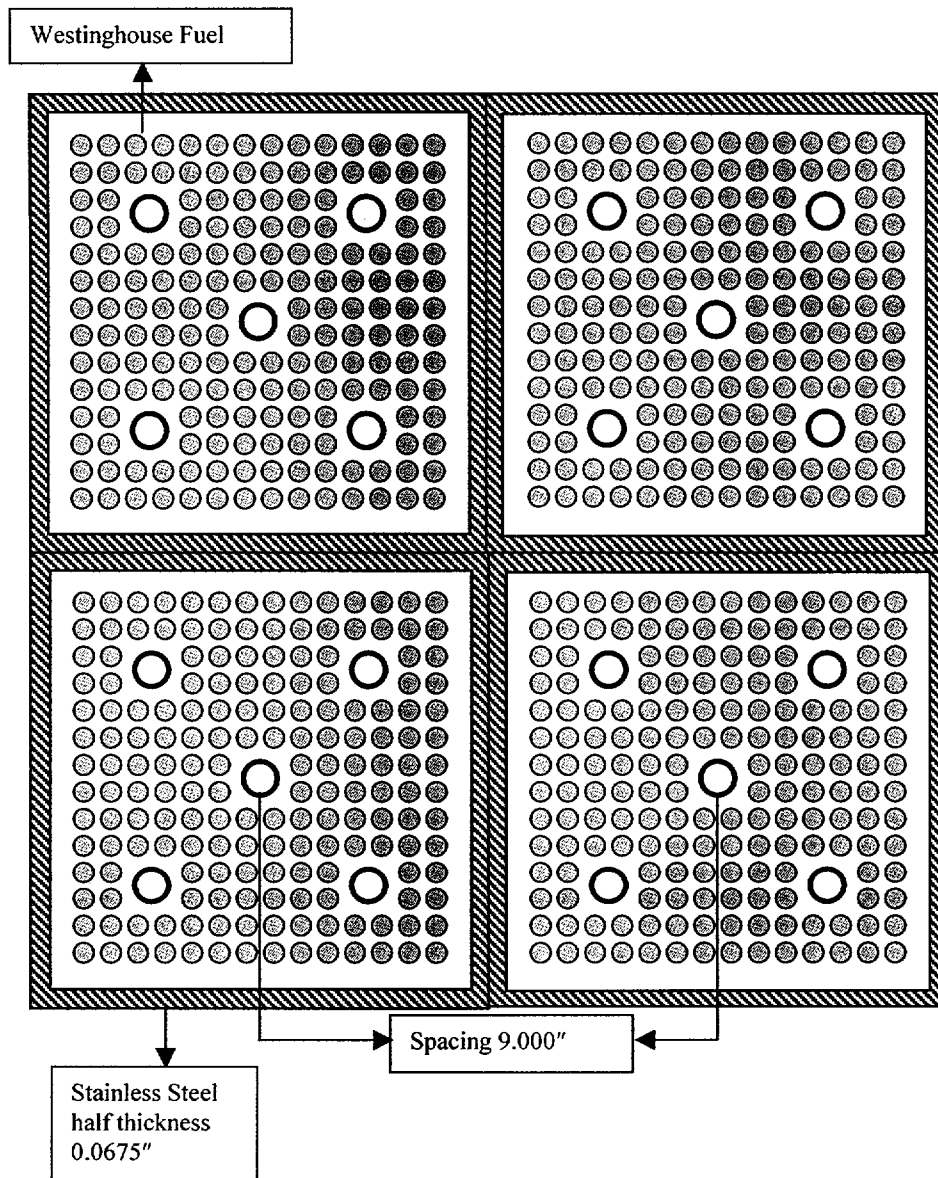 Westinghouse Fuel
Spacing 9.000″
Stainless Steel
half thickness
0.0675″